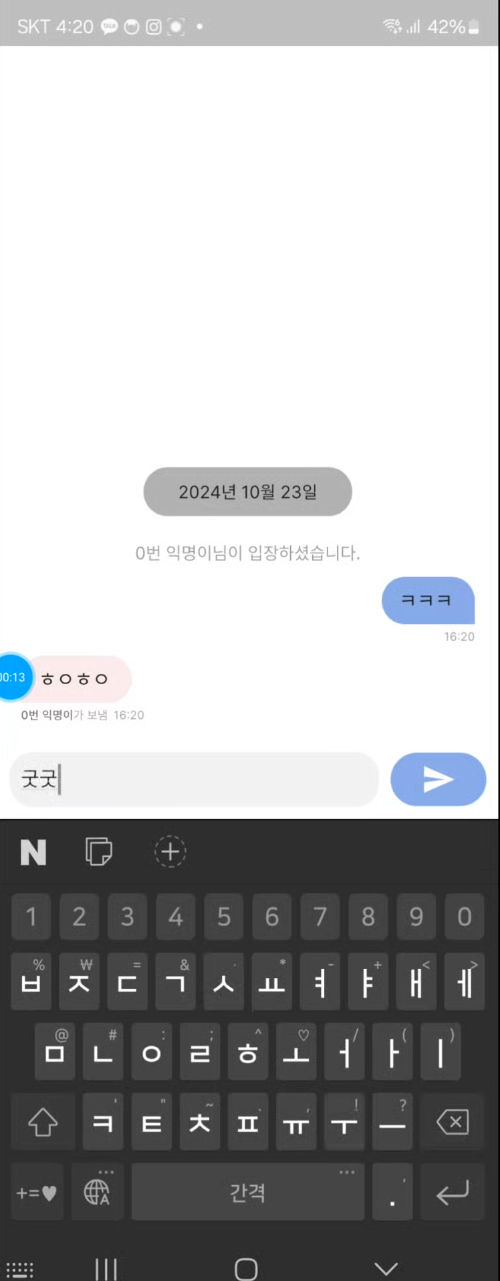 SKT 4:20
42%
2024년 10월 23일
0번 익명이님이 입장하셨습니다.
ㅋㅋㅋ
16:20
00:13
ㅎㅇㅎㅇ
0번 익명이가 보냄 16:20
굿굿
N
1 2 3 4 5 6 7 8 9 0
% ₩ = & · * - + < >
ㅂ ㅈ ㄷ ㄱ ㅅ ㅛ ㅕ ㅑ ㅐ ㅔ
@ # : ; ^ ♡ / ( )
ㅁ ㄴ ㅇ ㄹ ㅎ ㅗ ㅓ ㅏ ㅣ
' " ~ . , ! ?
ㅋ ㅌ ㅊ ㅍ ㅠ ㅜ ㅡ
+=♥ A 간격 .